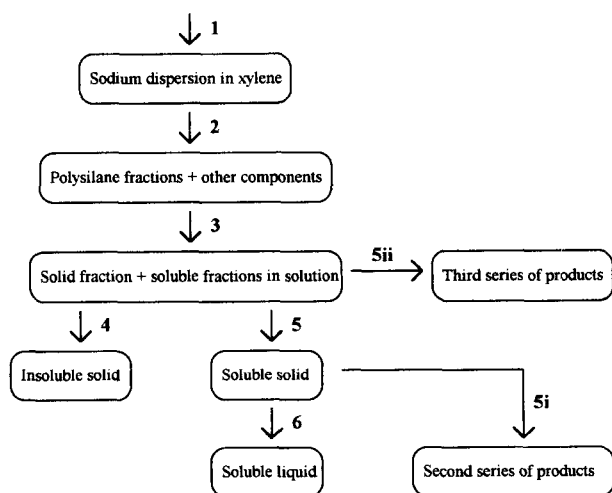 1
Sodium dispersion in xylene
2
Polysilane fractions + other components
3
5ii
Solid fraction + soluble fractions in solution
Third series of products
4
5
Insoluble solid
Soluble solid
5i
6
Soluble liquid
Second series of products